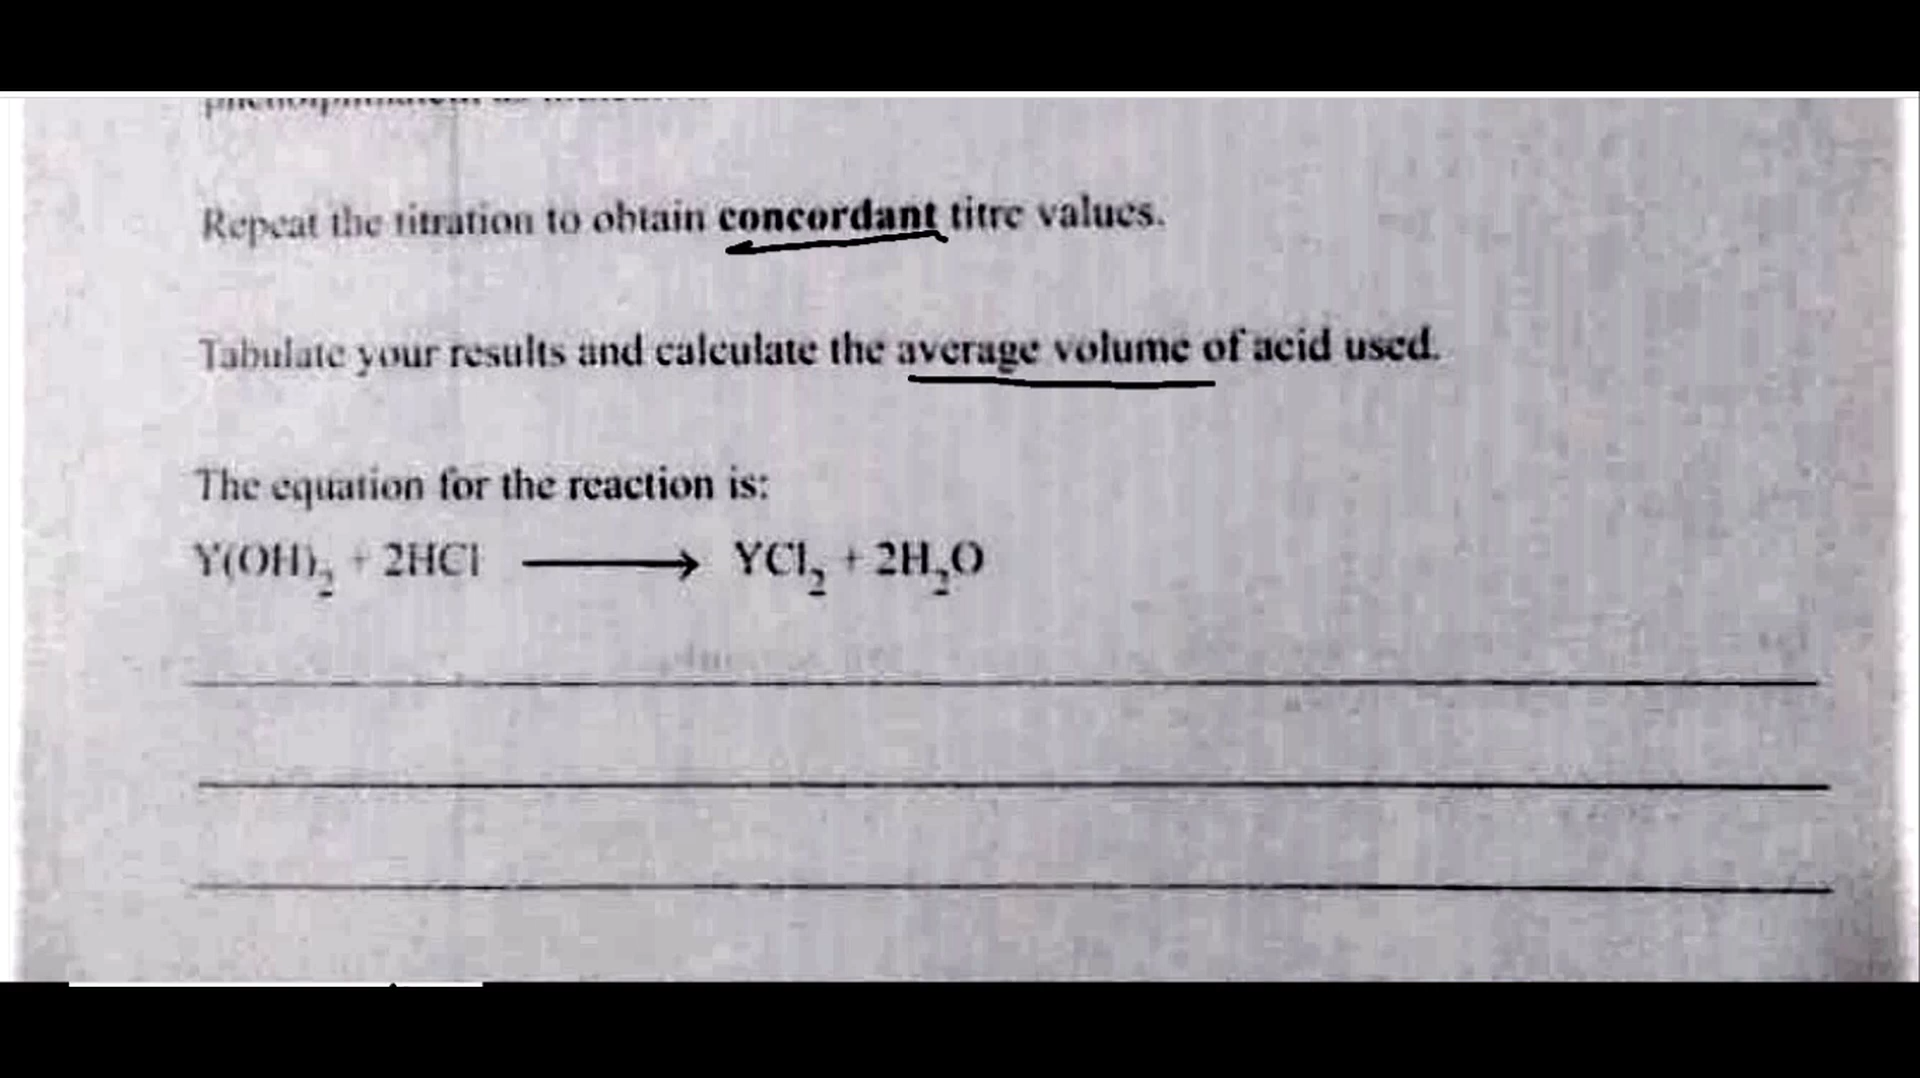 Repeat the titration to obtain concordant titre values.
Tabulate your results and calculate the average volume of acid used.
The equation for the reaction is:
Y(OH)₂ + 2HCl ⟶ YCl₂ + 2H₂O